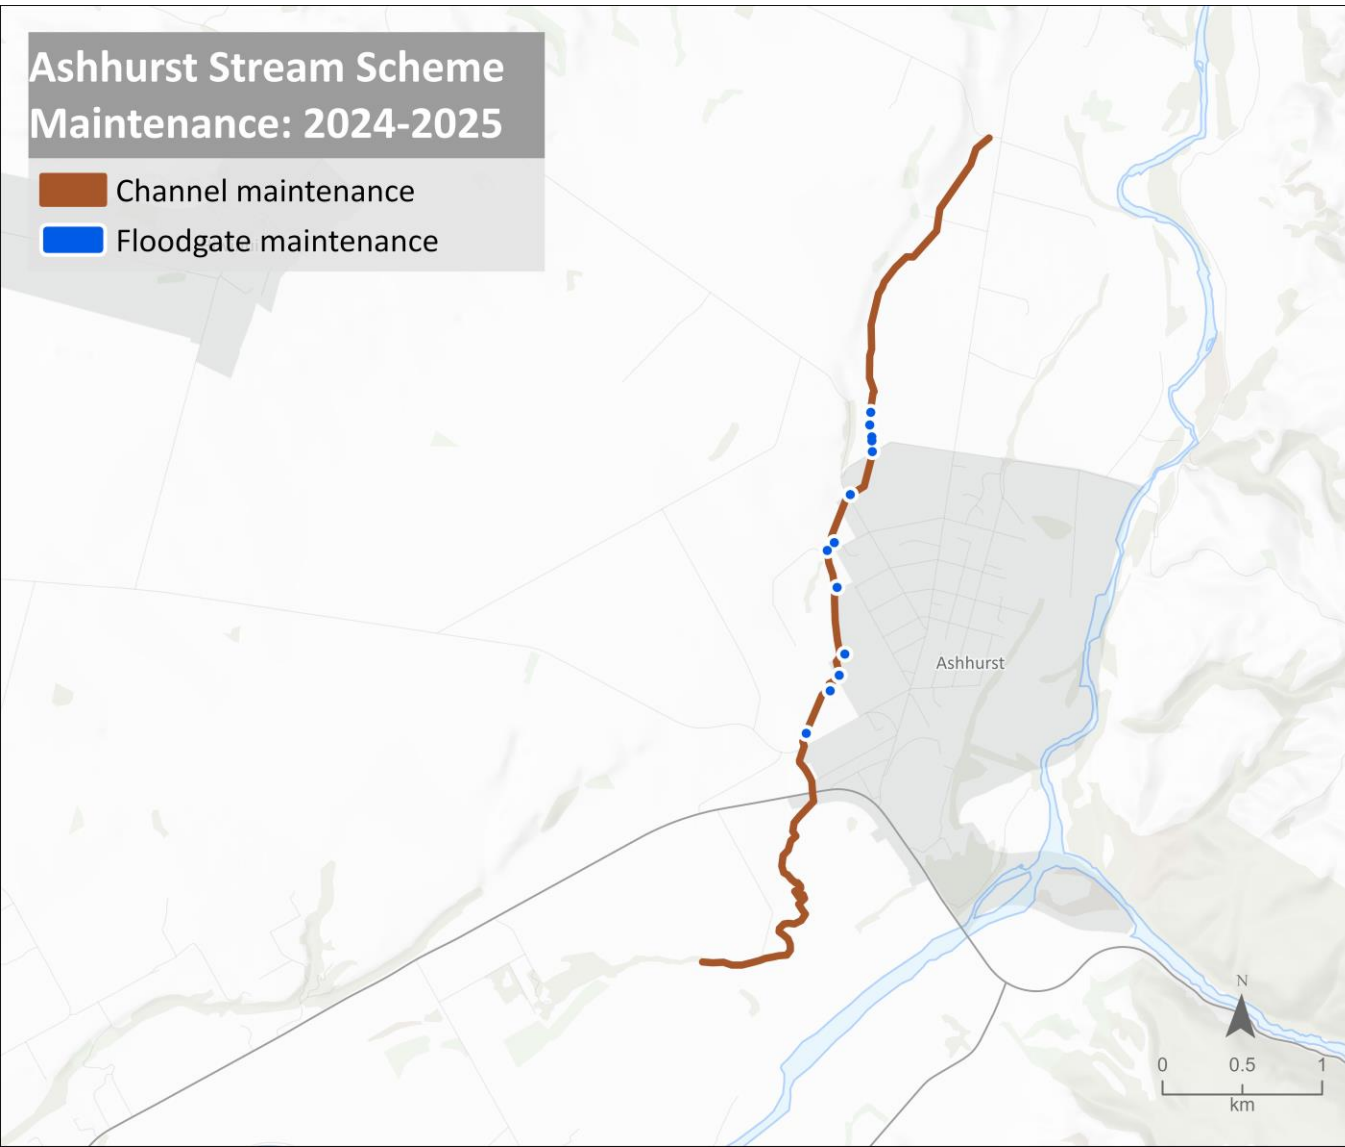 Ashhurst Stream Scheme
Maintenance: 2024-2025
Channel maintenance
Floodgate maintenance
Ashhurst
N
0 0.5 1
km